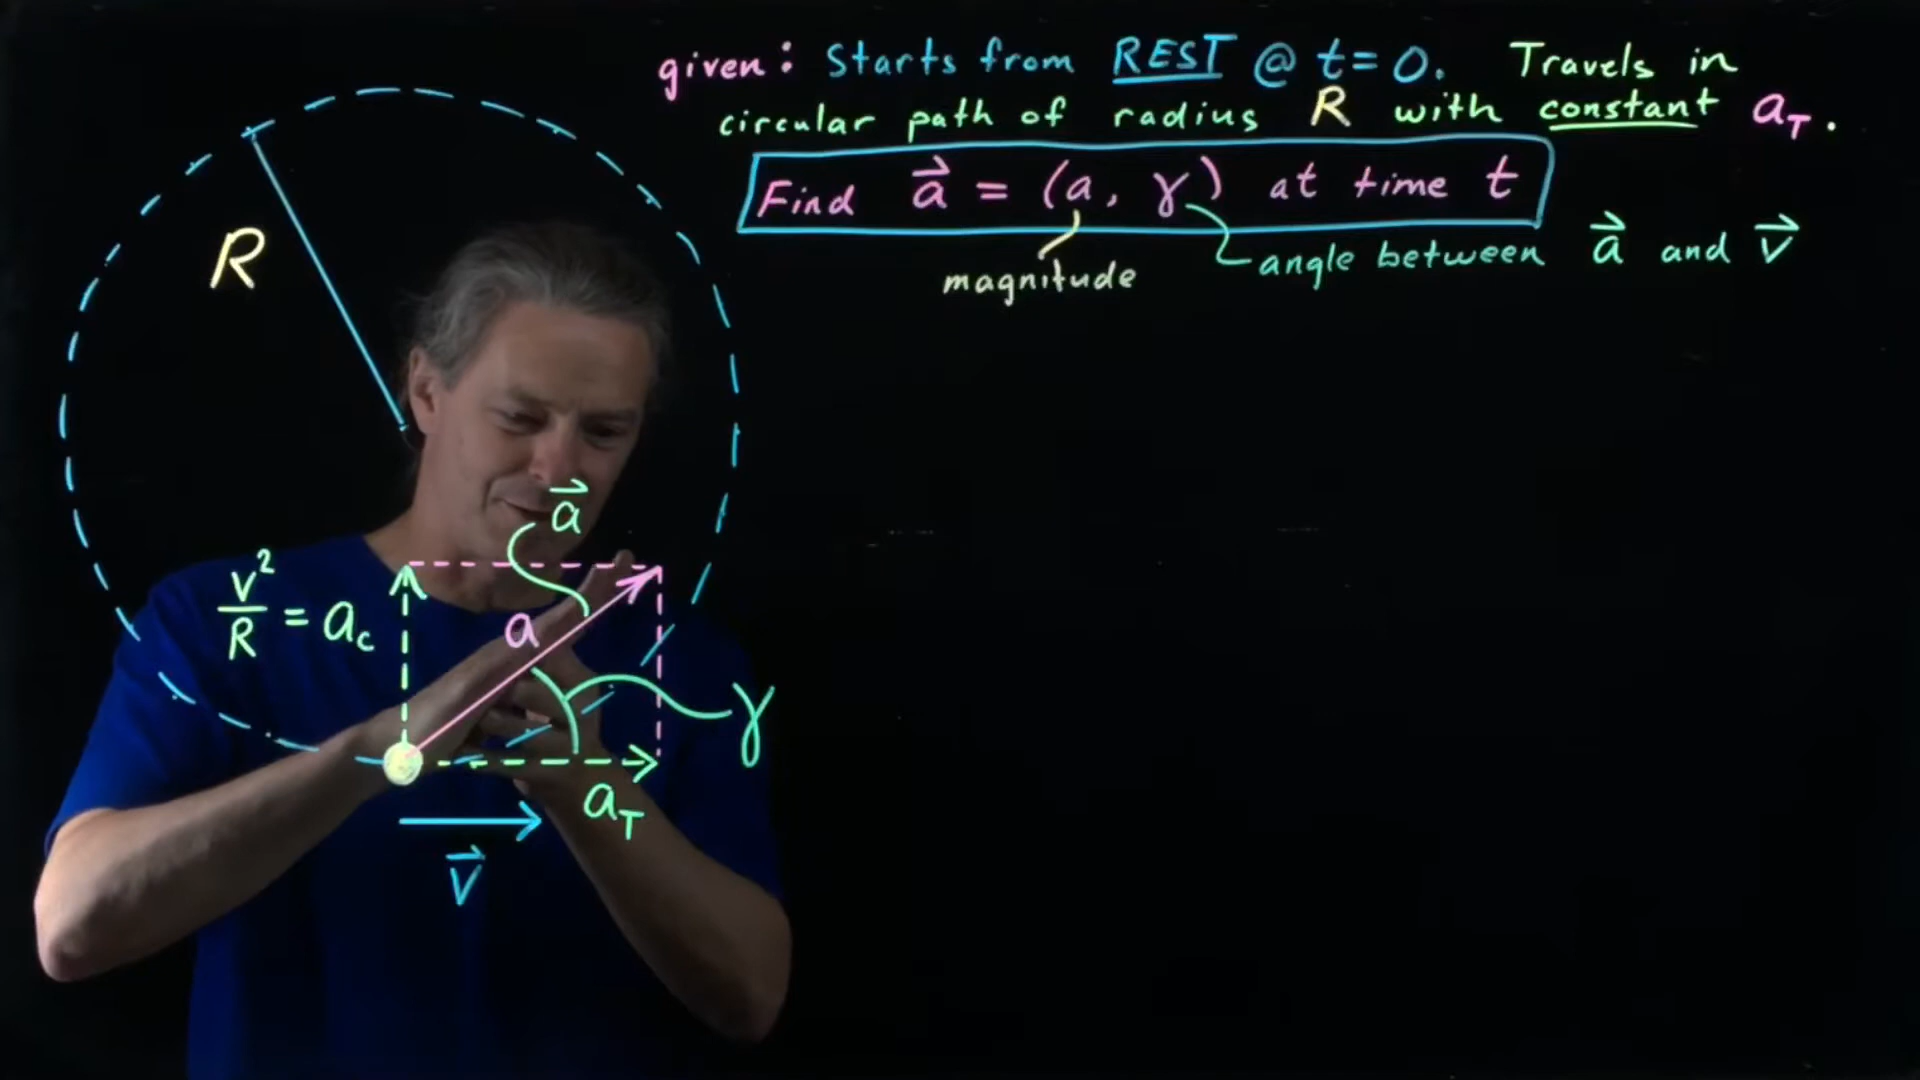 given: Starts from REST @ t=0. Travels in
circular path of radius R with constant a_T.
Find a⃗ = (a, γ) at time t
magnitude
angle between a⃗ and v⃗
R
a⃗
v²/R = a_c
a
γ
a_T
v⃗